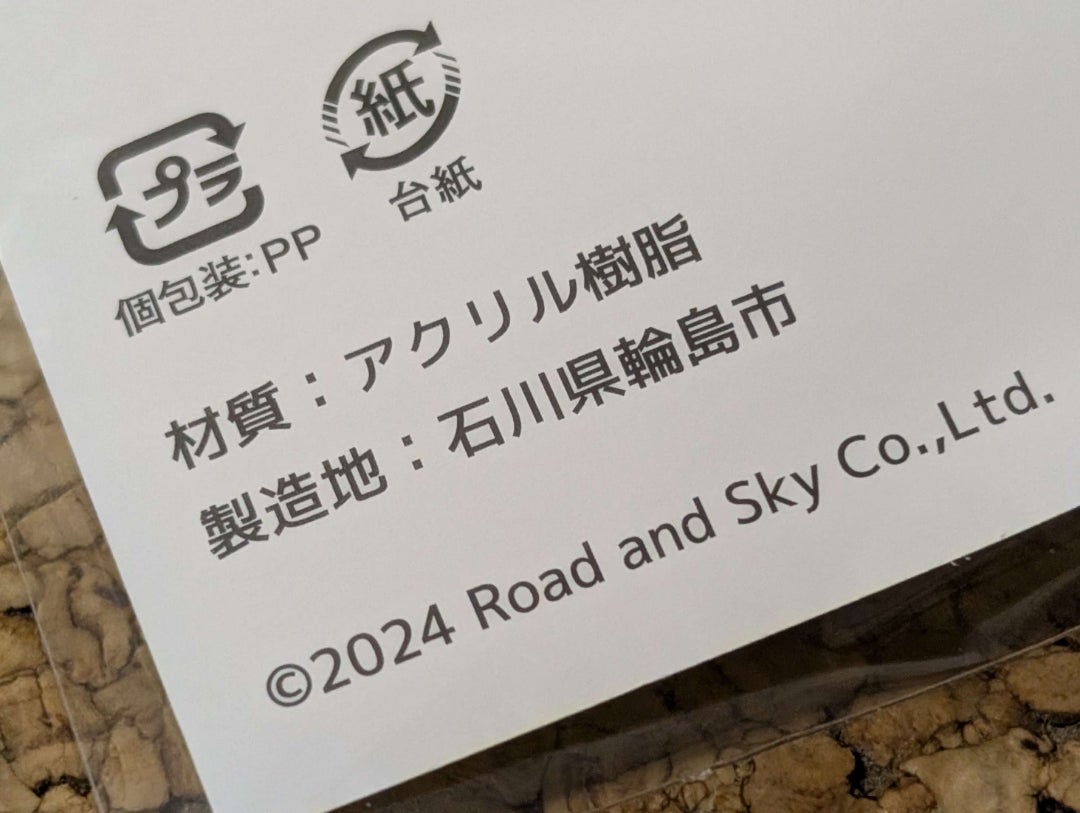 プラ
個包装:PP
紙
台紙
材質：アクリル樹脂
製造地：石川県輪島市
©2024 Road and Sky Co.,Ltd.